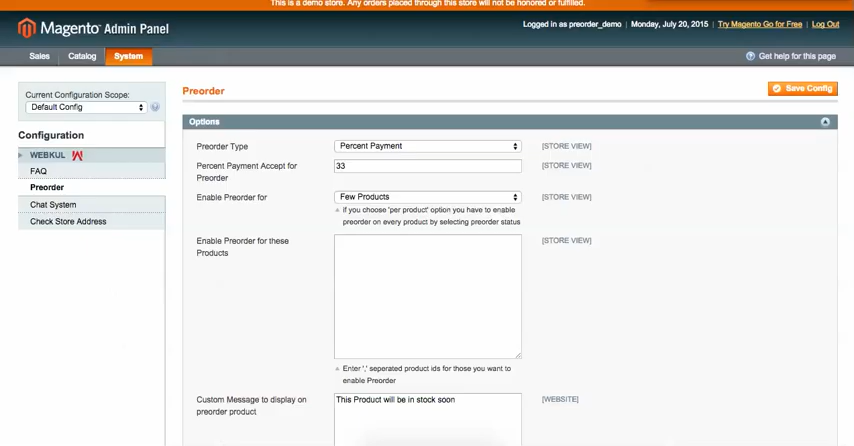 This is a demo store. Any orders placed through this store will not be honored or fulfilled.
Magento Admin Panel
Logged in as preorder_demo | Monday, July 20, 2015 | Try Magento Go for Free | Log Out
Sales Catalog System
Get help for this page
Current Configuration Scope:
Default Config
Configuration
WEBKUL
FAQ
Preorder
Chat System
Check Store Address
Preorder
Save Config
Options
Preorder Type
Percent Payment
[STORE VIEW]
Percent Payment Accept for
Preorder
33
[STORE VIEW]
Enable Preorder for
Few Products
[STORE VIEW]
if you choose 'per product' option you have to enable
preorder on every product by selecting preorder status
Enable Preorder for these
Products
[STORE VIEW]
Enter ',' seperated product ids for those you want to
enable Preorder
Custom Message to display on
preorder product
This Product will be in stock soon
[WEBSITE]